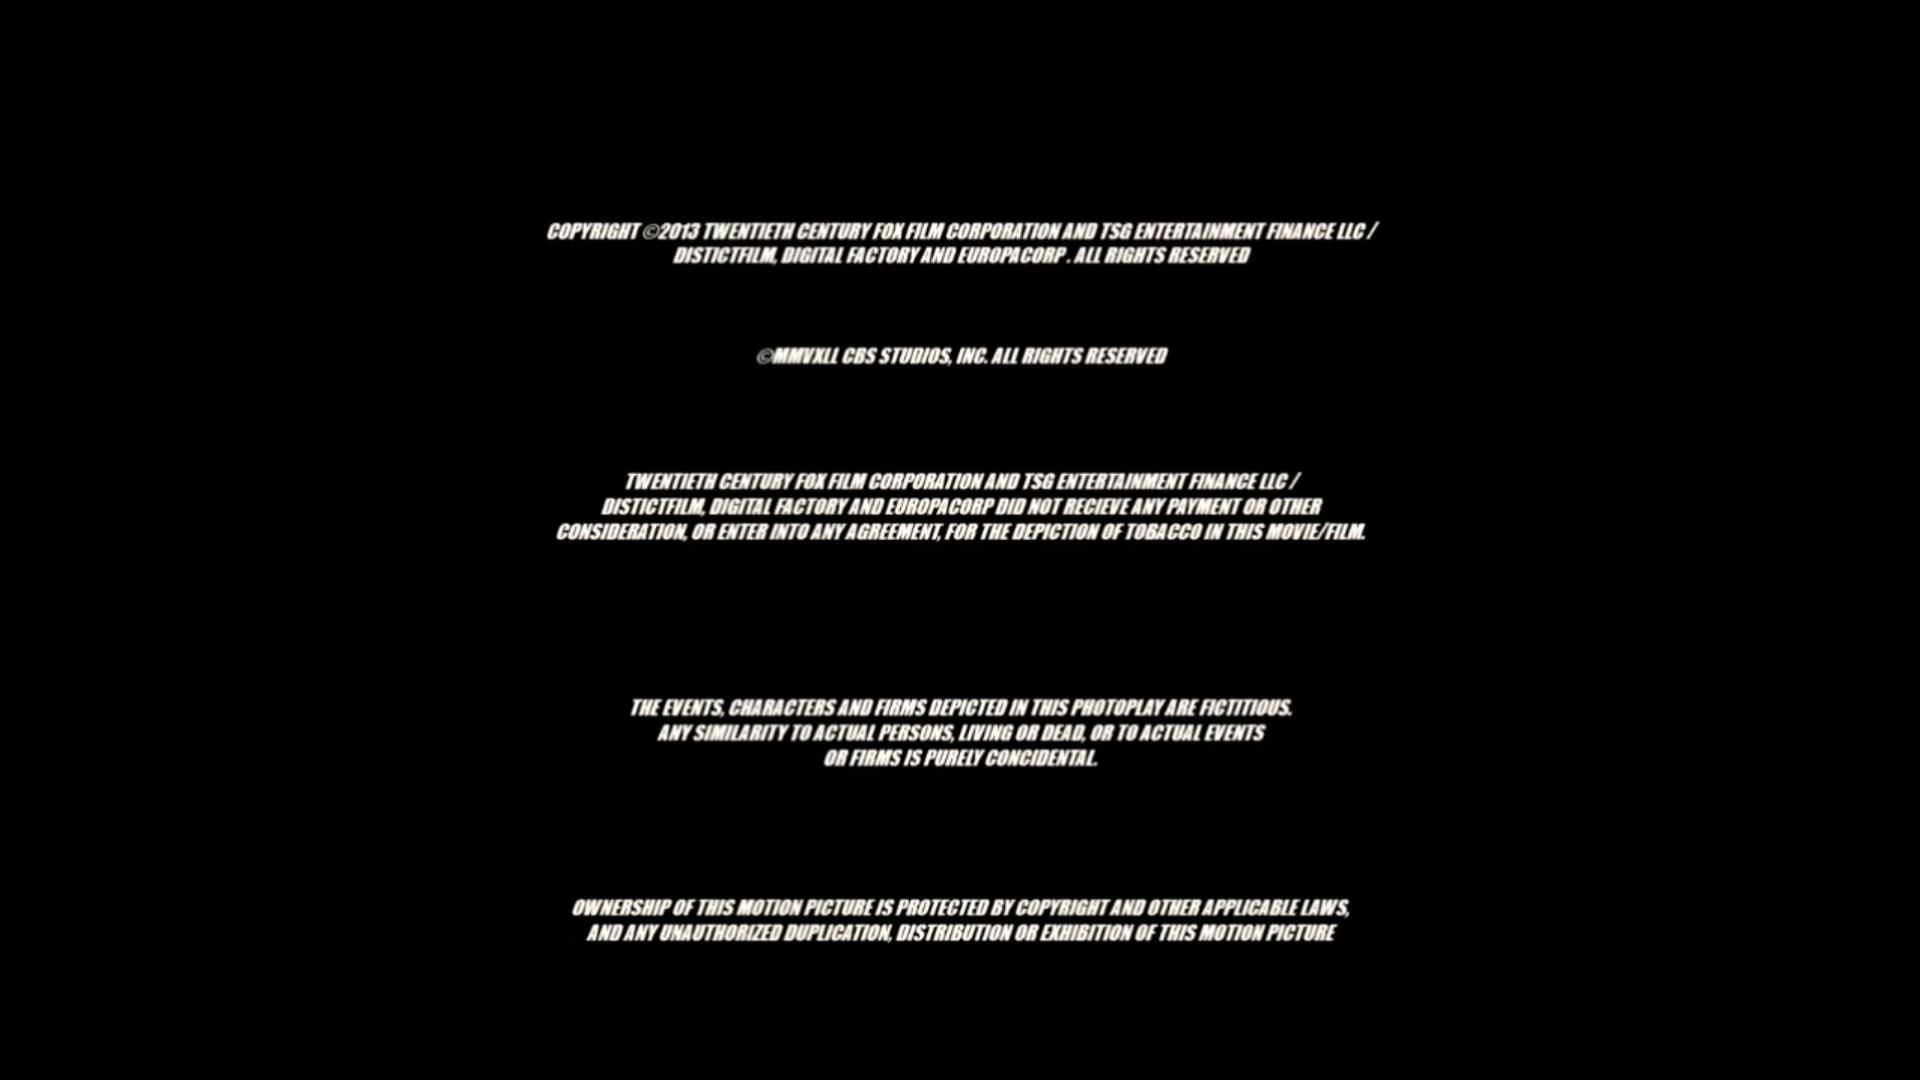 COPYRIGHT ©2013 TWENTIETH CENTURY FOX FILM CORPORATION AND TSG ENTERTAINMENT FINANCE LLC /
DISTICTFILM, DIGITAL FACTORY AND EUROPACORP . ALL RIGHTS RESERVED
©MMVXLL CBS STUDIOS, INC. ALL RIGHTS RESERVED
TWENTIETH CENTURY FOX FILM CORPORATION AND TSG ENTERTAINMENT FINANCE LLC /
DISTICTFILM, DIGITAL FACTORY AND EUROPACORP DID NOT RECIEVE ANY PAYMENT OR OTHER
CONSIDERATION, OR ENTER INTO ANY AGREEMENT, FOR THE DEPICTION OF TOBACCO IN THIS MOVIE/FILM.
THE EVENTS, CHARACTERS AND FIRMS DEPICTED IN THIS PHOTOPLAY ARE FICTITIOUS.
ANY SIMILARITY TO ACTUAL PERSONS, LIVING OR DEAD, OR TO ACTUAL EVENTS
OR FIRMS IS PURELY CONCIDENTAL.
OWNERSHIP OF THIS MOTION PICTURE IS PROTECTED BY COPYRIGHT AND OTHER APPLICABLE LAWS,
AND ANY UNAUTHORIZED DUPLICATION, DISTRIBUTION OR EXHIBITION OF THIS MOTION PICTURE